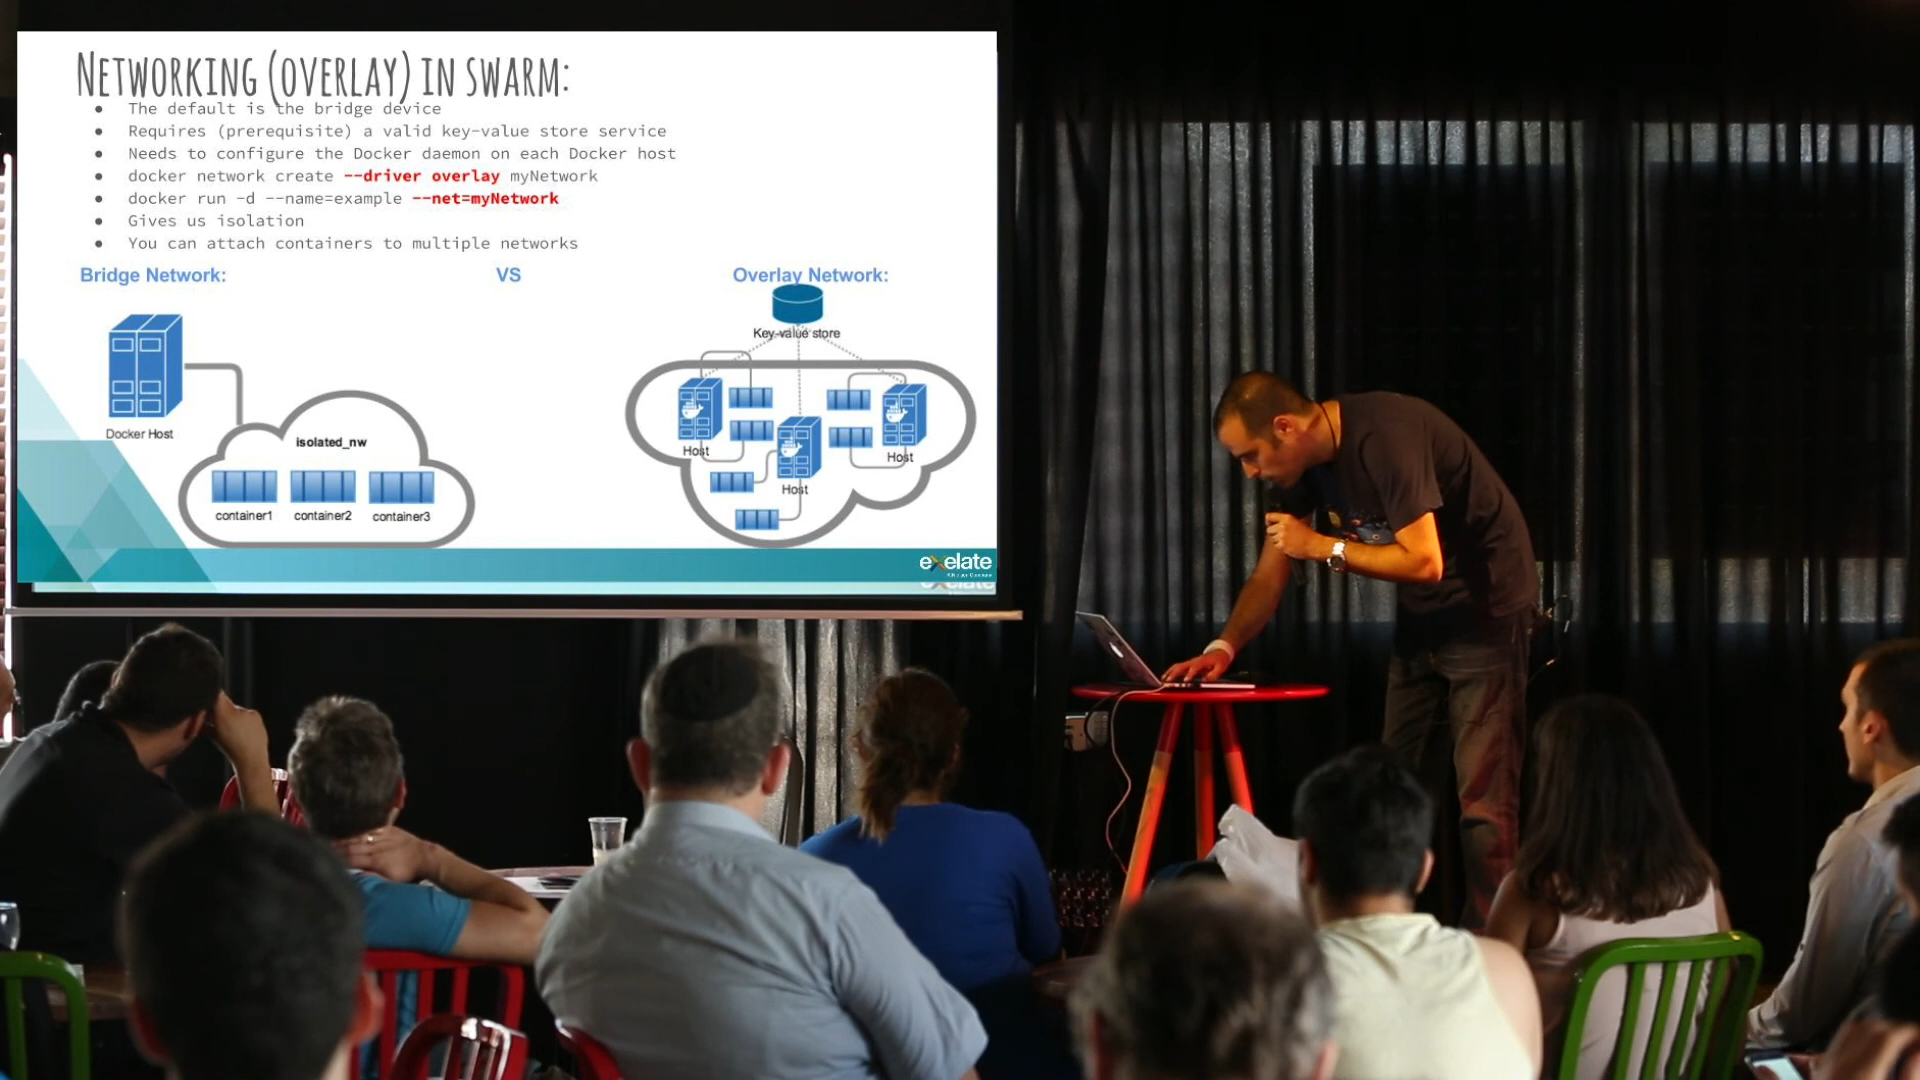 NETWORKING (OVERLAY) IN SWARM:
The default is the bridge device
Requires (prerequisite) a valid key-value store service
Needs to configure the Docker daemon on each Docker host
docker network create --driver overlay myNetwork
docker run -d --name=example --net=myNetwork
Gives us isolation
You can attach containers to multiple networks
Bridge Network: VS Overlay Network:
Key-value store
Docker Host
isolated_nw
container1 container2 container3
Host
Host
Host
eXelate
eXelate